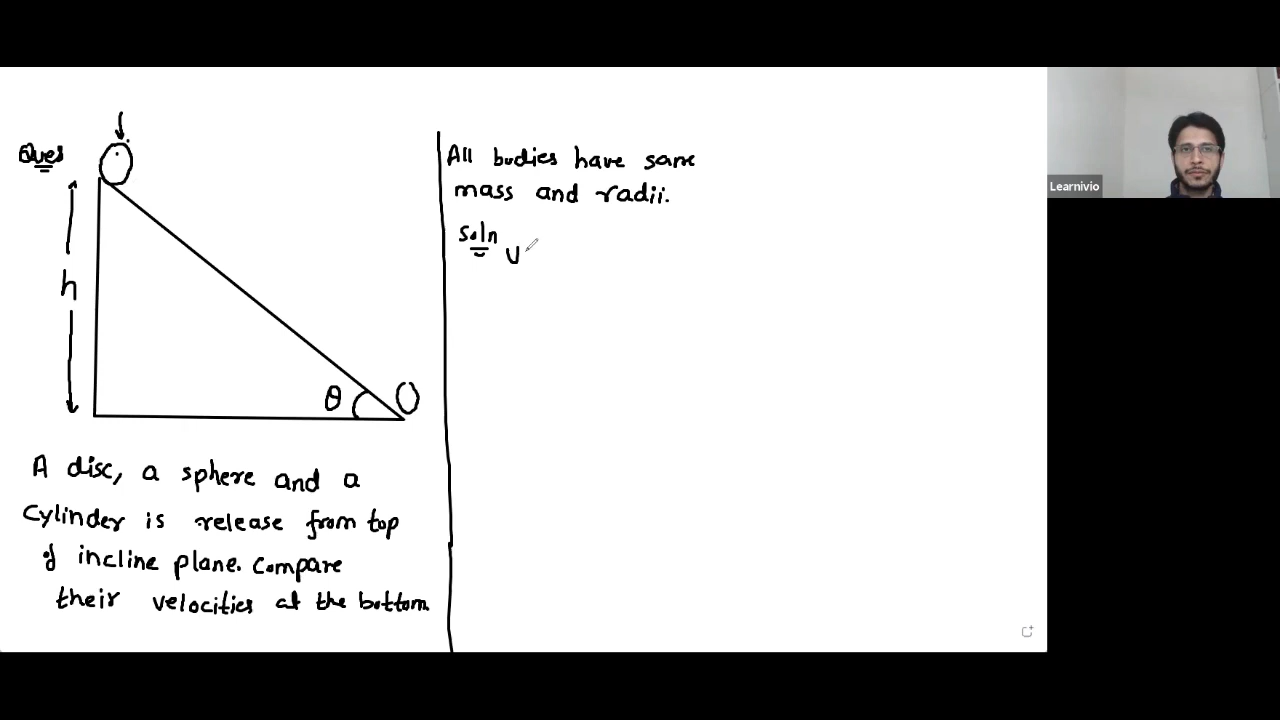 Ques
h
θ
A disc, a sphere and a
cylinder is release from top
of incline plane. Compare
their velocities at the bottom.
All bodies have same
mass and radii.
Soln
v
Learnivio